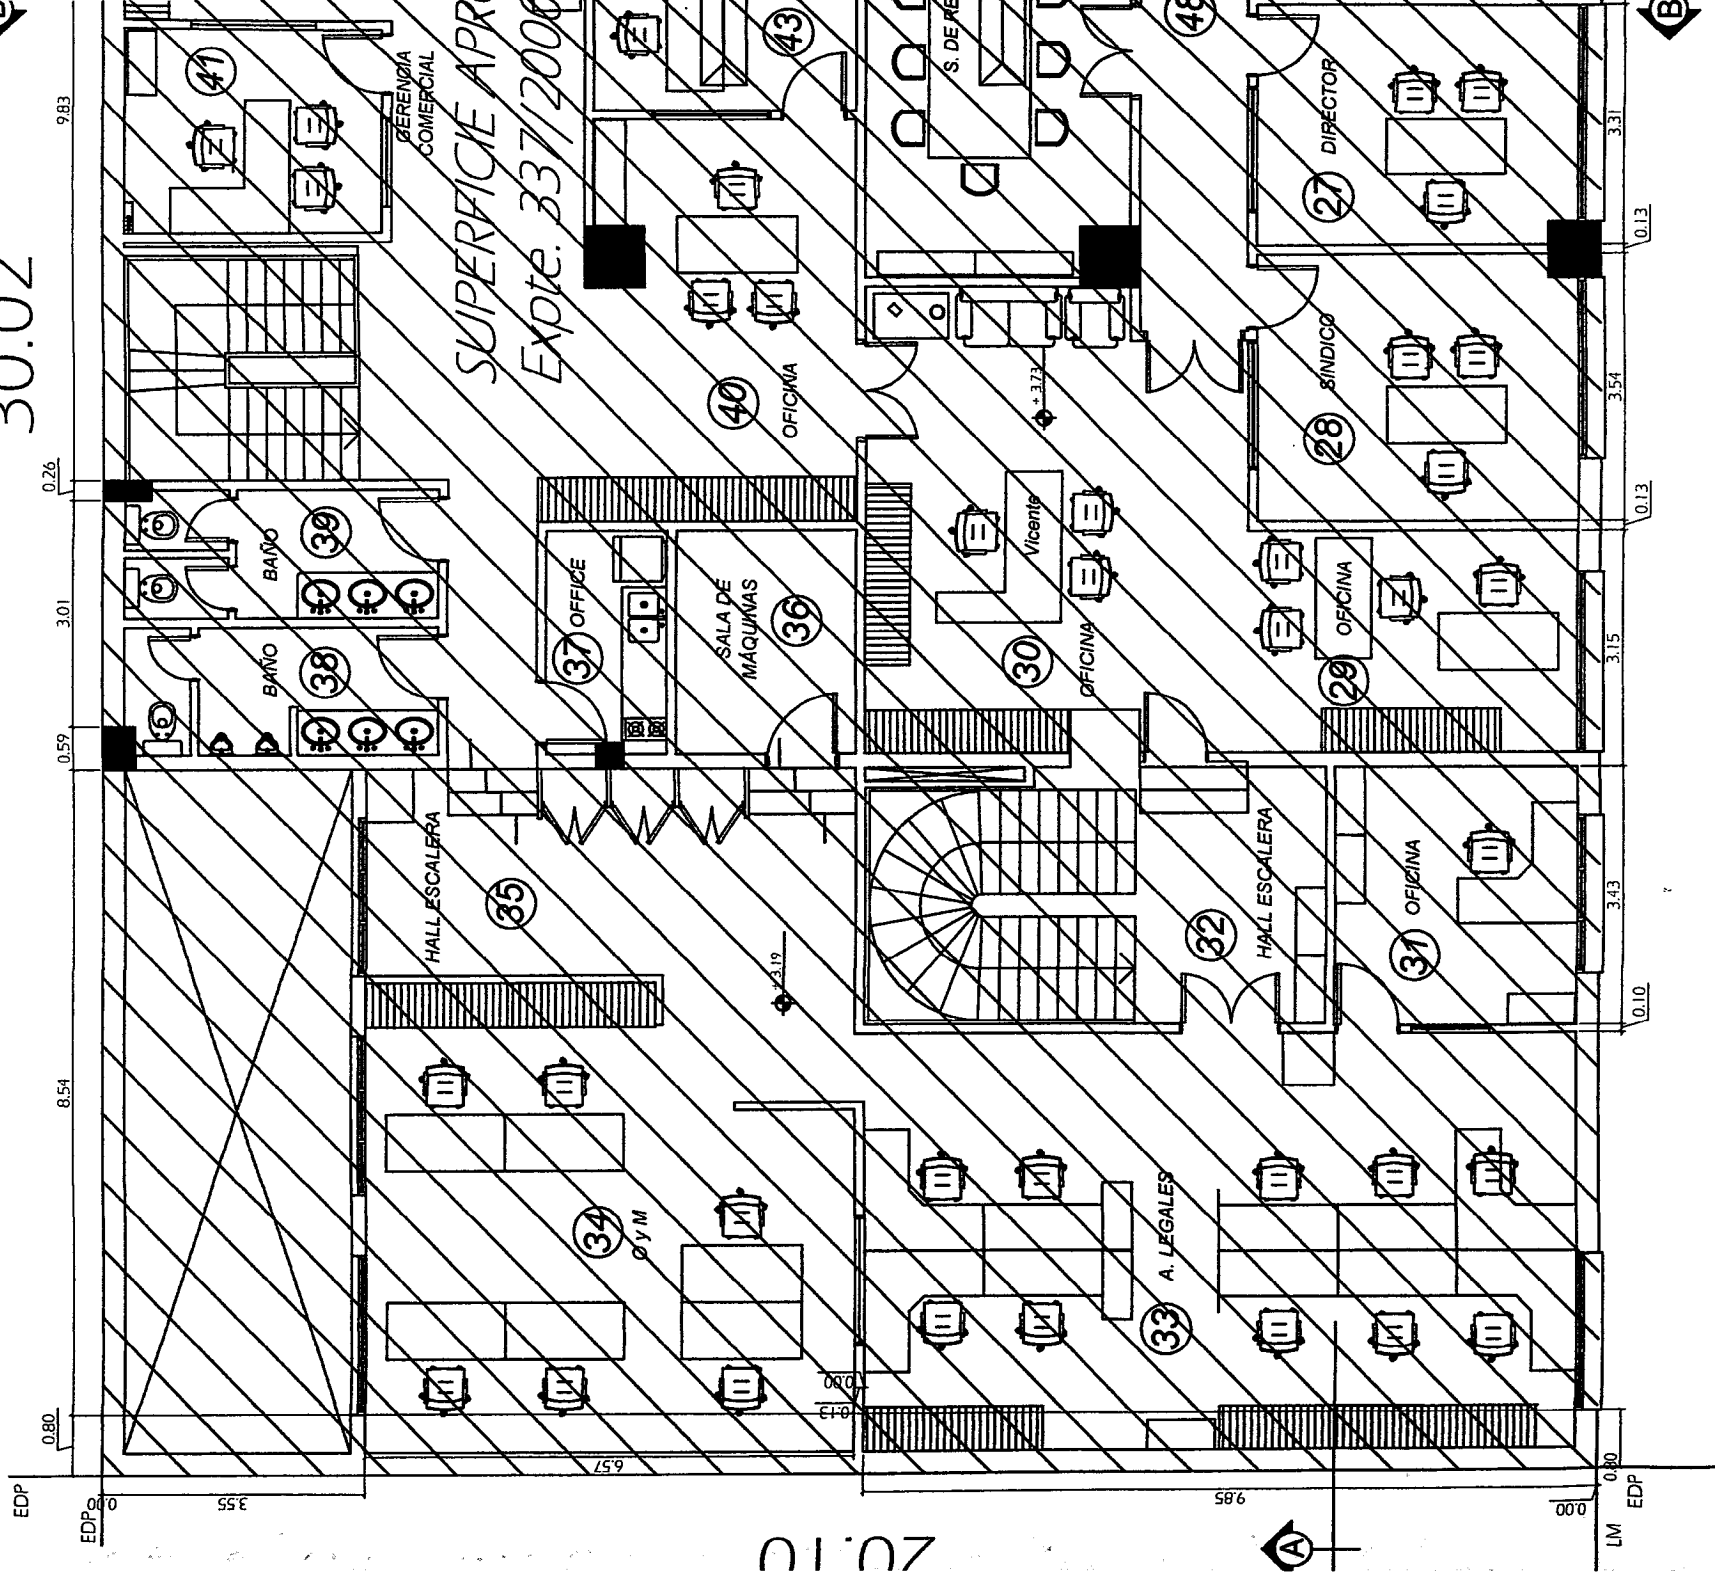 B
41
GERENCIA
COMERCIAL
43
S. DE RE
48
DIRECTOR
27
9.83
30.02
SUPERFICIE APR
Expte. 337/2006
3.31
0.13
40
OFICINA
+ 3.73
SINDICO
28
3.54
0.13
0.26
BAÑO
39
3.01
BAÑO
38
0.59
OFFICE
37
SALA DE
MÁQUINAS
36
Vicente
30
OFICINA
OFICINA
29
3.15
HALL ESCALERA
35
+3.19
HALL ESCALERA
32
OFICINA
31
3.43
0.10
8.54
34
O y M
A. LEGALES
33
0.00
0.13
0.80
6.57
EDP
EDP
0.00
3.55
9.85
0.00
0.80
EDP
LM
20.10
A